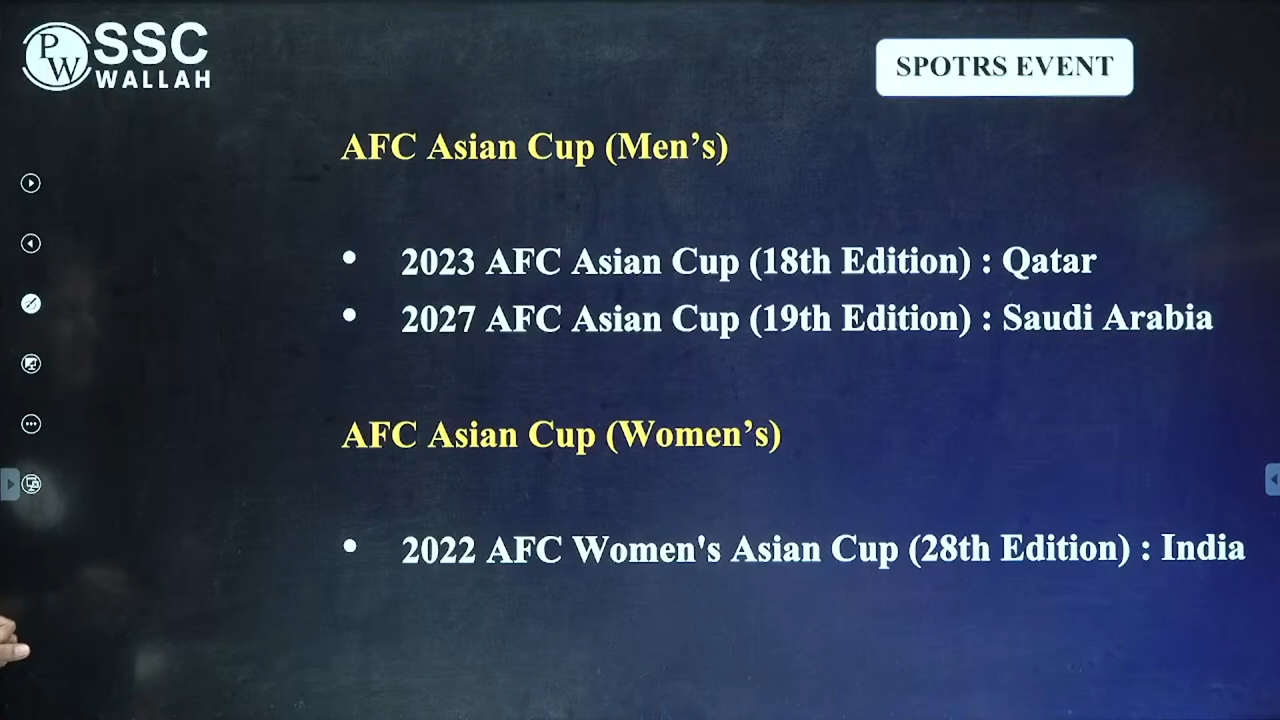 PW SSC
WALLAH
SPOTRS EVENT
AFC Asian Cup (Men’s)
• 2023 AFC Asian Cup (18th Edition) : Qatar
• 2027 AFC Asian Cup (19th Edition) : Saudi Arabia
AFC Asian Cup (Women’s)
• 2022 AFC Women's Asian Cup (28th Edition) : India